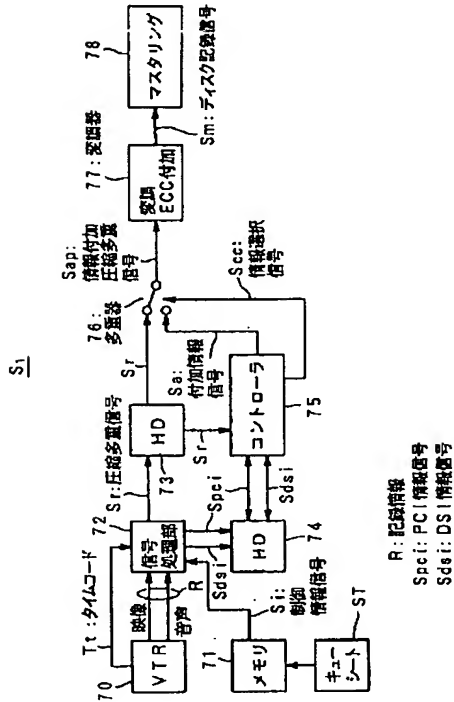 S1
Tt:タイムコード
70
VTR
映像
音声
R
72
信号
処理部
Sr:圧縮多重信号
HD
73
Sr
Sr
76:
多重器
Sap:
情報付加
圧縮多重
信号
77:変調器
変調
ECC付加
78
マスタリング
Sm:ディスク記録信号
Sa:
付加情報
信号
Scc:
情報選択
信号
コントローラ
75
Spci
Sdsi
HD
74
Spci
Sdsi
Si:
制御
情報信号
71
メモリ
キュー
シート
ST
R:記録情報
Spci:PCI情報信号
Sdsi:DSI情報信号